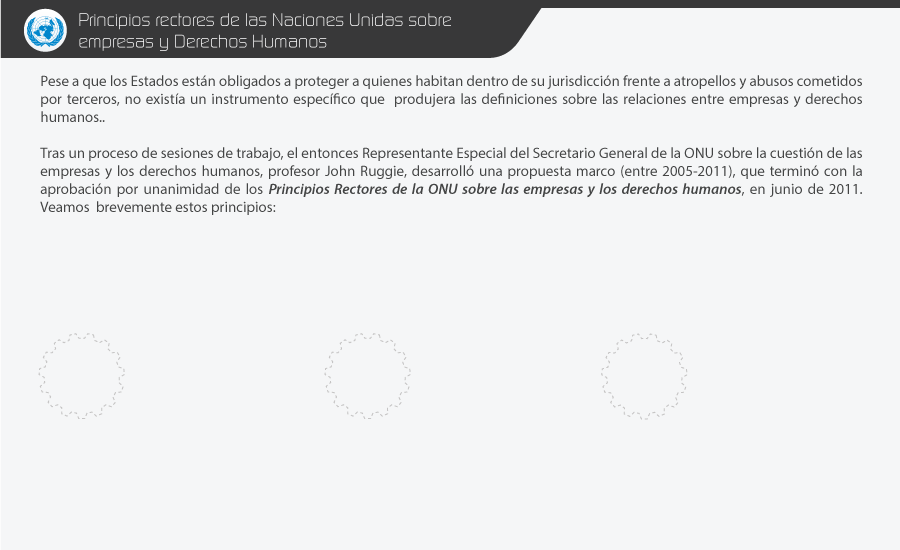 Principios rectores de las Naciones Unidas sobre
empresas y Derechos Humanos
Pese a que los Estados están obligados a proteger a quienes habitan dentro de su jurisdicción frente a atropellos y abusos cometidos
por terceros, no existía un instrumento específico que  produjera las definiciones sobre las relaciones entre empresas y derechos
humanos..
Tras un proceso de sesiones de trabajo, el entonces Representante Especial del Secretario General de la ONU sobre la cuestión de las
empresas y los derechos humanos, profesor John Ruggie, desarrolló una propuesta marco (entre 2005-2011), que terminó con la
aprobación por unanimidad de los Principios Rectores de la ONU sobre las empresas y los derechos humanos, en junio de 2011.
Veamos  brevemente estos principios: